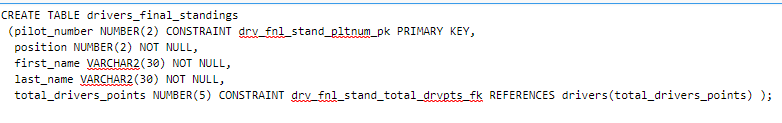 CREATE TABLE drivers_final_standings
(pilot_number NUMBER(2) CONSTRAINT drv_fnl_stand_pltnum_pk PRIMARY KEY,
position NUMBER(2) NOT NULL,
first_name VARCHAR2(30) NOT NULL,
last_name VARCHAR2(30) NOT NULL,
total_drivers_points NUMBER(5) CONSTRAINT drv_fnl_stand_total_drvpts_fk REFERENCES drivers(total_drivers_points) );